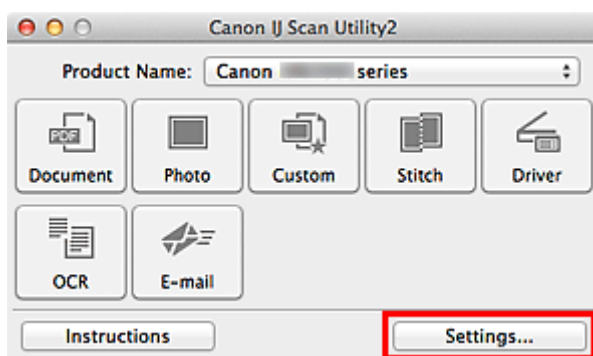 Canon IJ Scan Utility2
Product Name: Canon series
PDF
Document Photo Custom Stitch Driver
OCR E-mail
Instructions Settings...